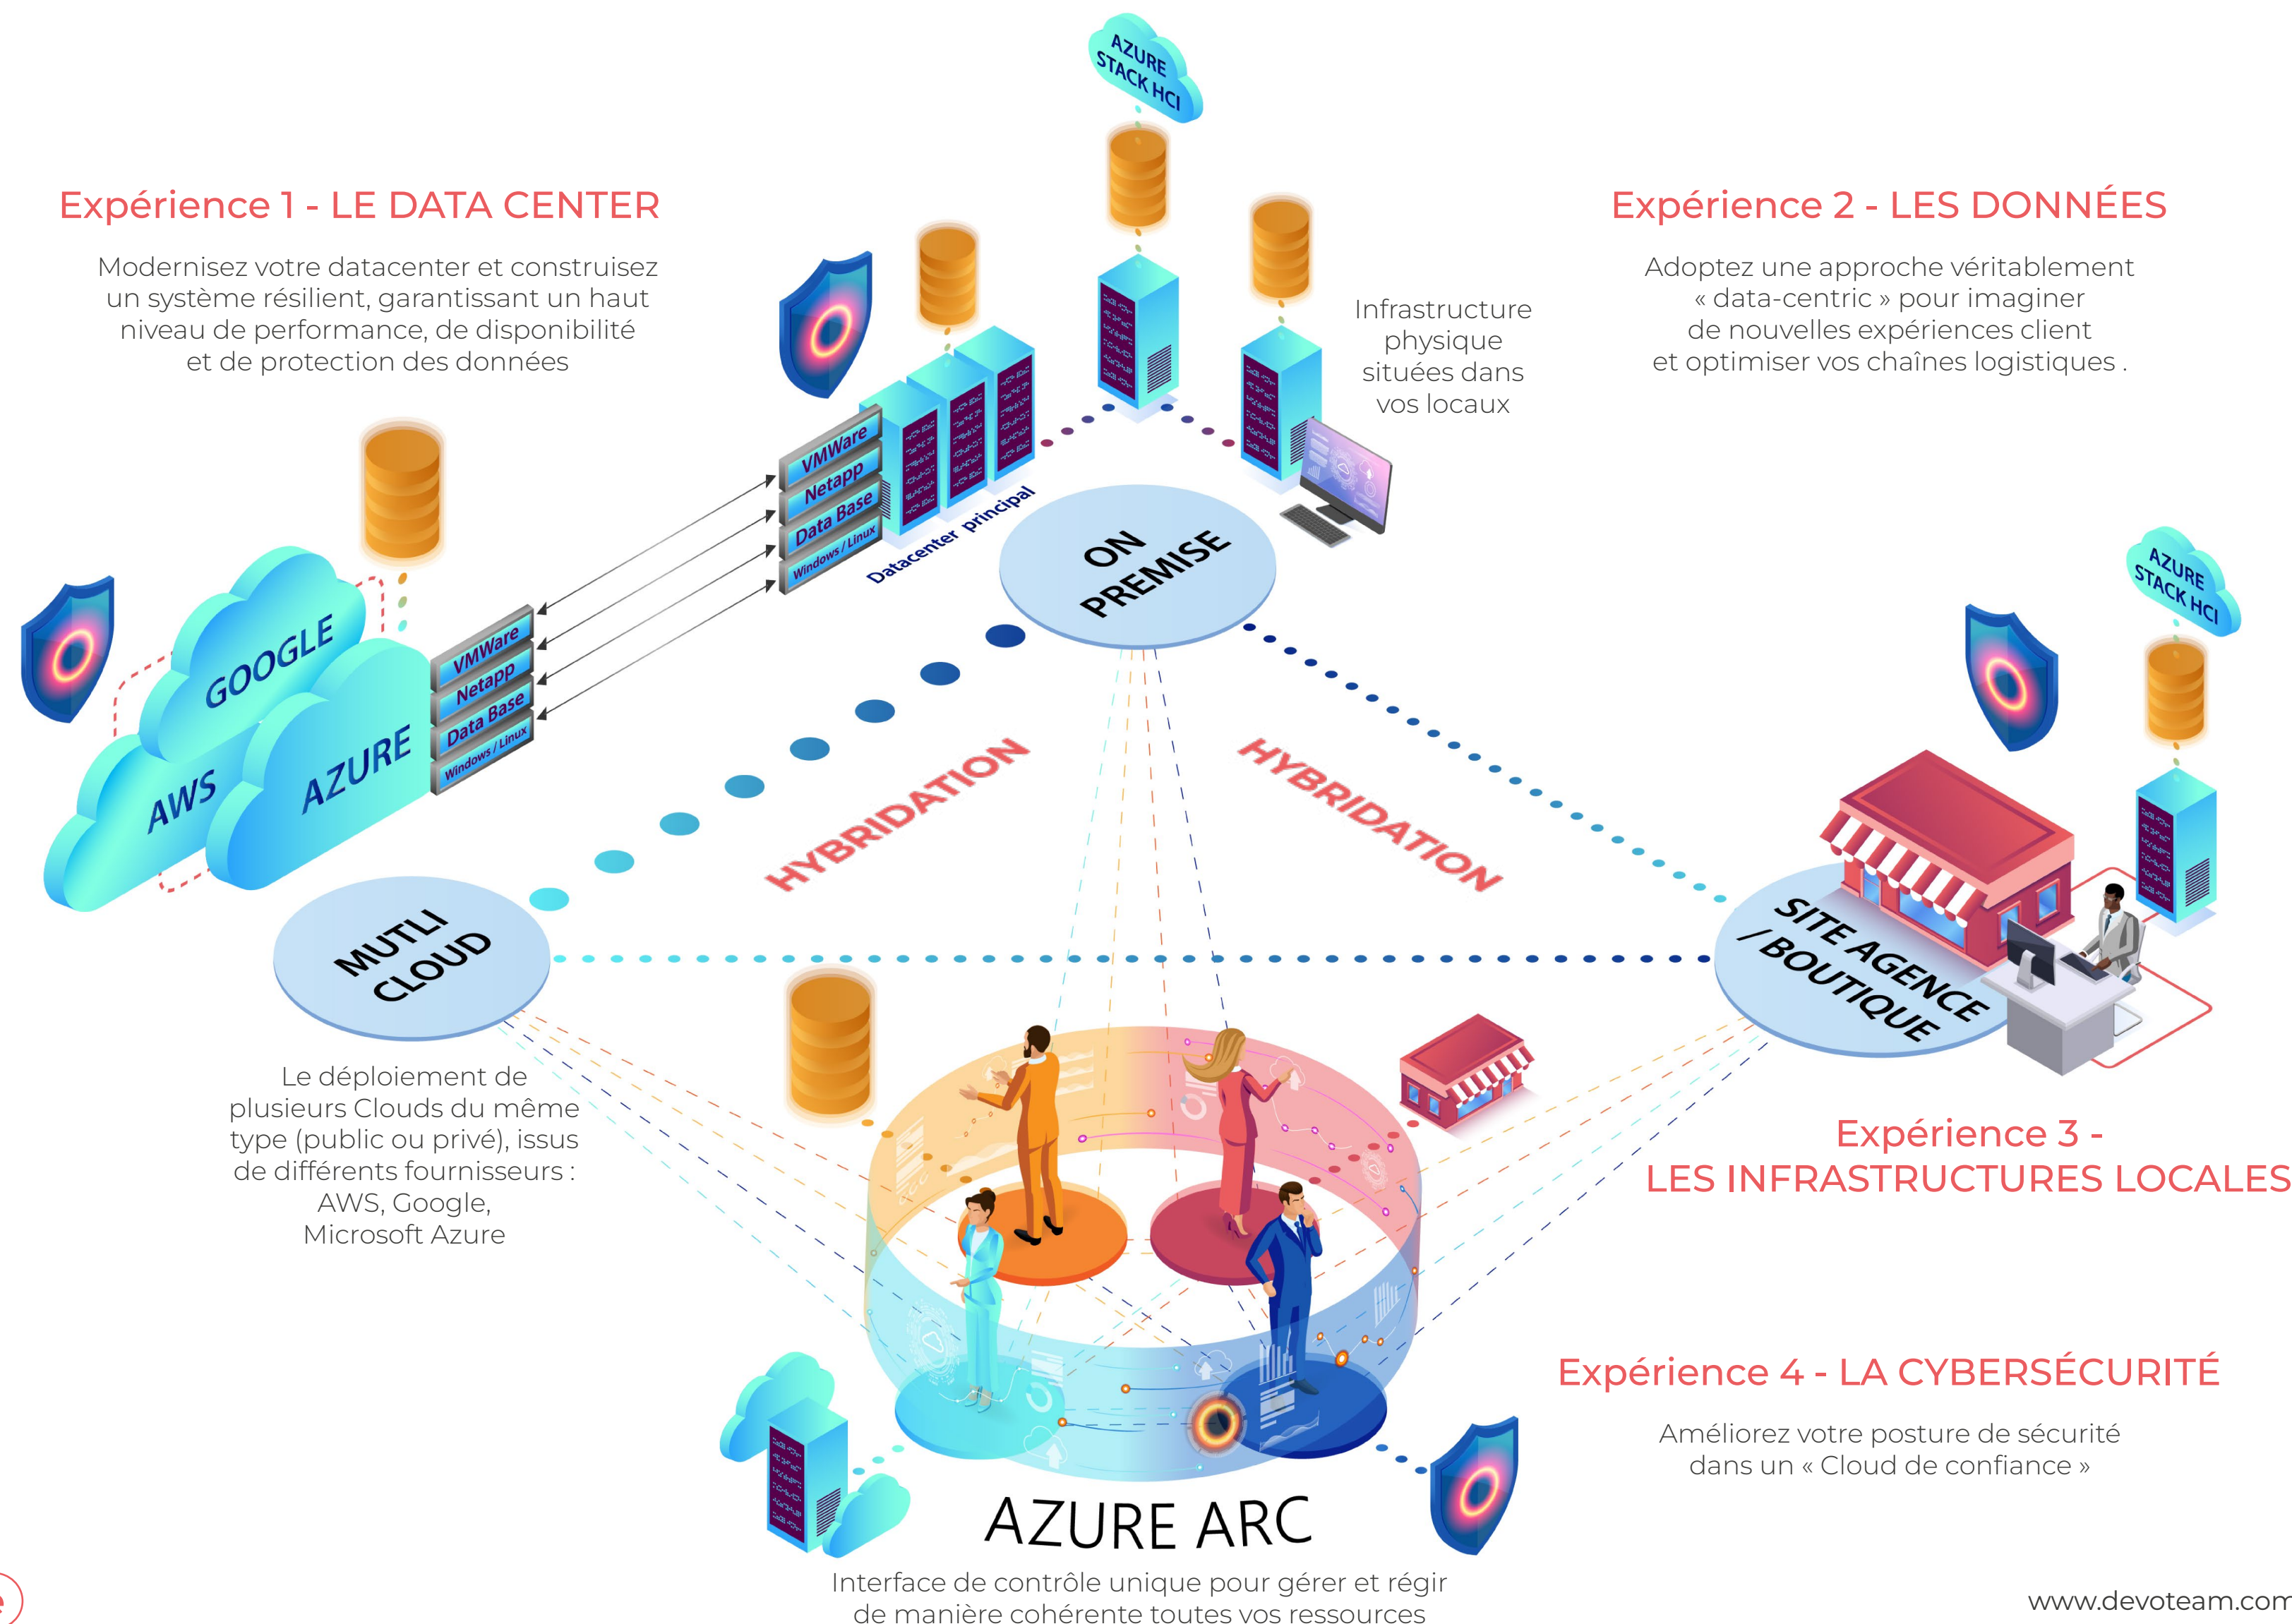 AZURE
STACK HCI
Expérience 1 - LE DATA CENTER
Modernisez votre datacenter et construisez
un système résilient, garantissant un haut
niveau de performance, de disponibilité
et de protection des données
Expérience 2 - LES DONNÉES
Adoptez une approche véritablement
« data-centric » pour imaginer
de nouvelles expériences client
et optimiser vos chaînes logistiques .
Infrastructure
physique
situées dans
vos locaux
VMWare
Netapp
Data Base
Windows / Linux
Datacenter principal
ON
PREMISE
GOOGLE
AWS
AZURE
VMWare
Netapp
Data Base
Windows / Linux
HYBRIDATION
HYBRIDATION
AZURE
STACK HCI
MUTLI
CLOUD
SITE AGENCE
/ BOUTIQUE
Le déploiement de
plusieurs Clouds du même
type (public ou privé), issus
de différents fournisseurs :
AWS, Google,
Microsoft Azure
Expérience 3 -
LES INFRASTRUCTURES LOCALES
Expérience 4 - LA CYBERSÉCURITÉ
Améliorez votre posture de sécurité
dans un « Cloud de confiance »
AZURE ARC
Interface de contrôle unique pour gérer et régir
de manière cohérente toutes vos ressources
www.devoteam.com